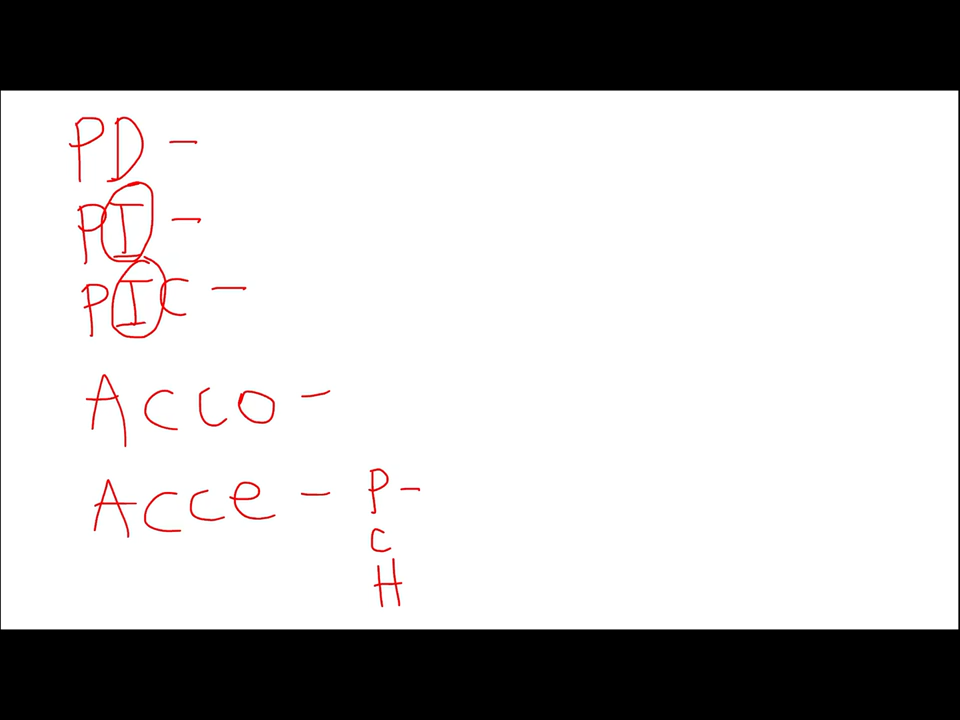 PD -
PI -
PIC -
Acco -
Acce - P -
C
H